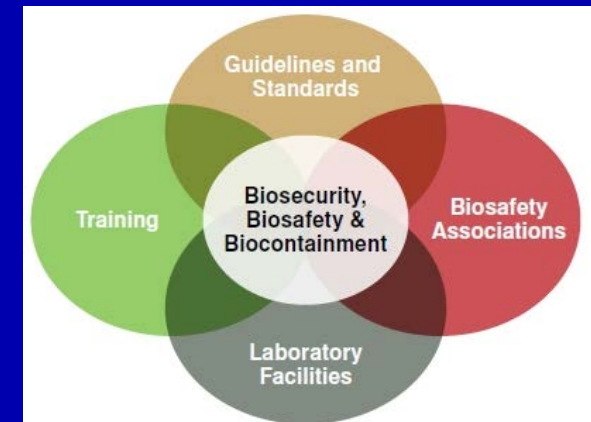 Guidelines and
Standards
Training
Biosecurity,
Biosafety &
Biocontainment
Biosafety
Associations
Laboratory
Facilities